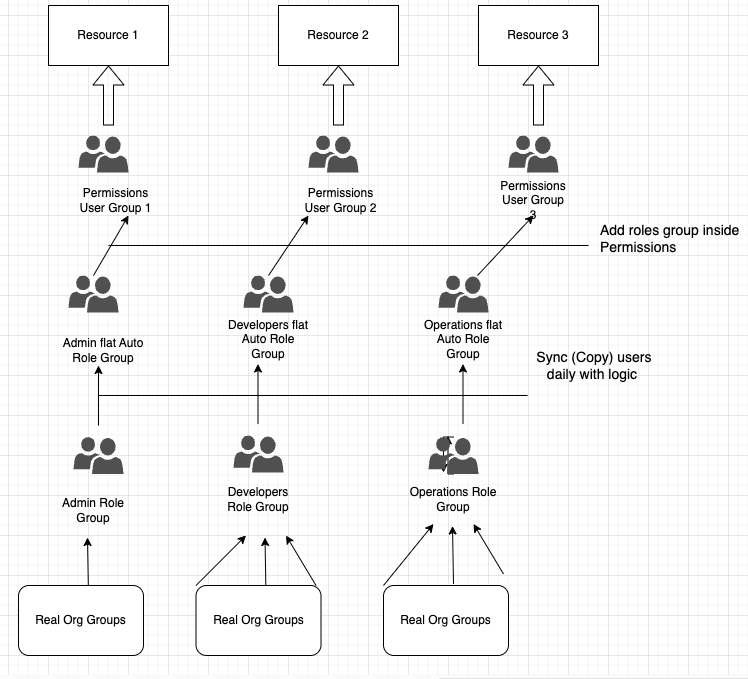 Resource 1
Resource 2
Resource 3
Permissions
User Group 1
Permissions
User Group 2
Permissions
User Group
3
Add roles group inside
Permissions
Admin flat Auto
Role Group
Developers flat
Auto Role
Group
Operations flat
Auto Role
Group
Sync (Copy) users
daily with logic
Admin Role
Group
Developers
Role Group
Operations Role
Group
Real Org Groups
Real Org Groups
Real Org Groups